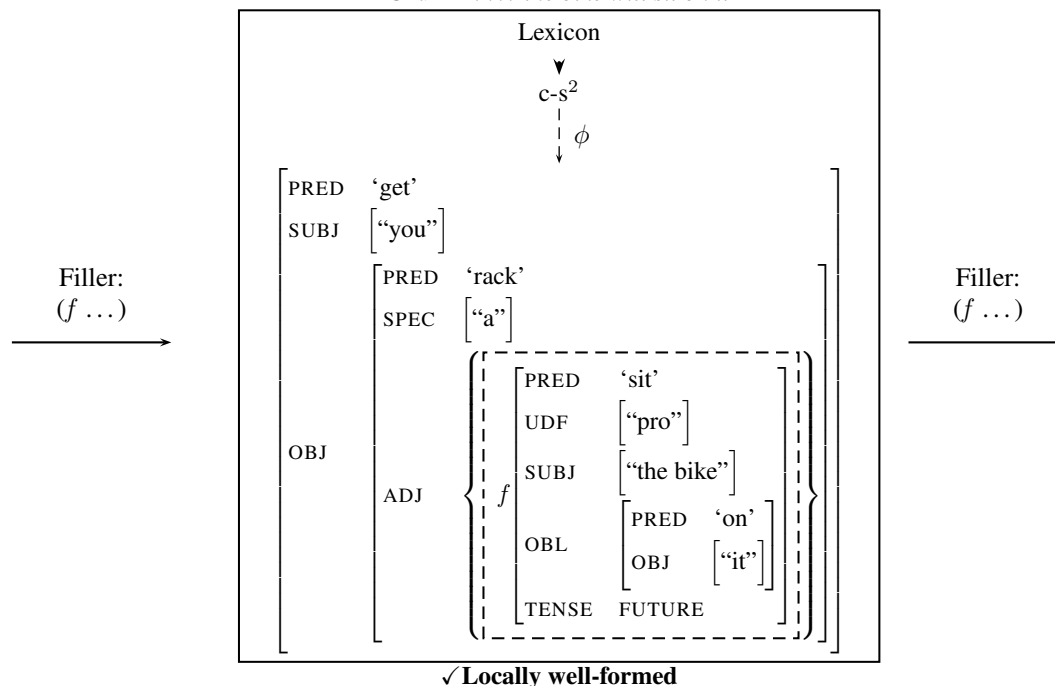 Lexicon
c-s²
ϕ
PRED ‘get’
SUBJ [“you”]
PRED ‘rack’
Filler: Filler:
(f ...) SPEC [“a”] (f ...)
PRED ‘sit’
UDF [“pro”]
OBJ
SUBJ [“the bike”]
ADJ f
PRED ‘on’
OBL
OBJ [“it”]
TENSE FUTURE
✓Locally well-formed